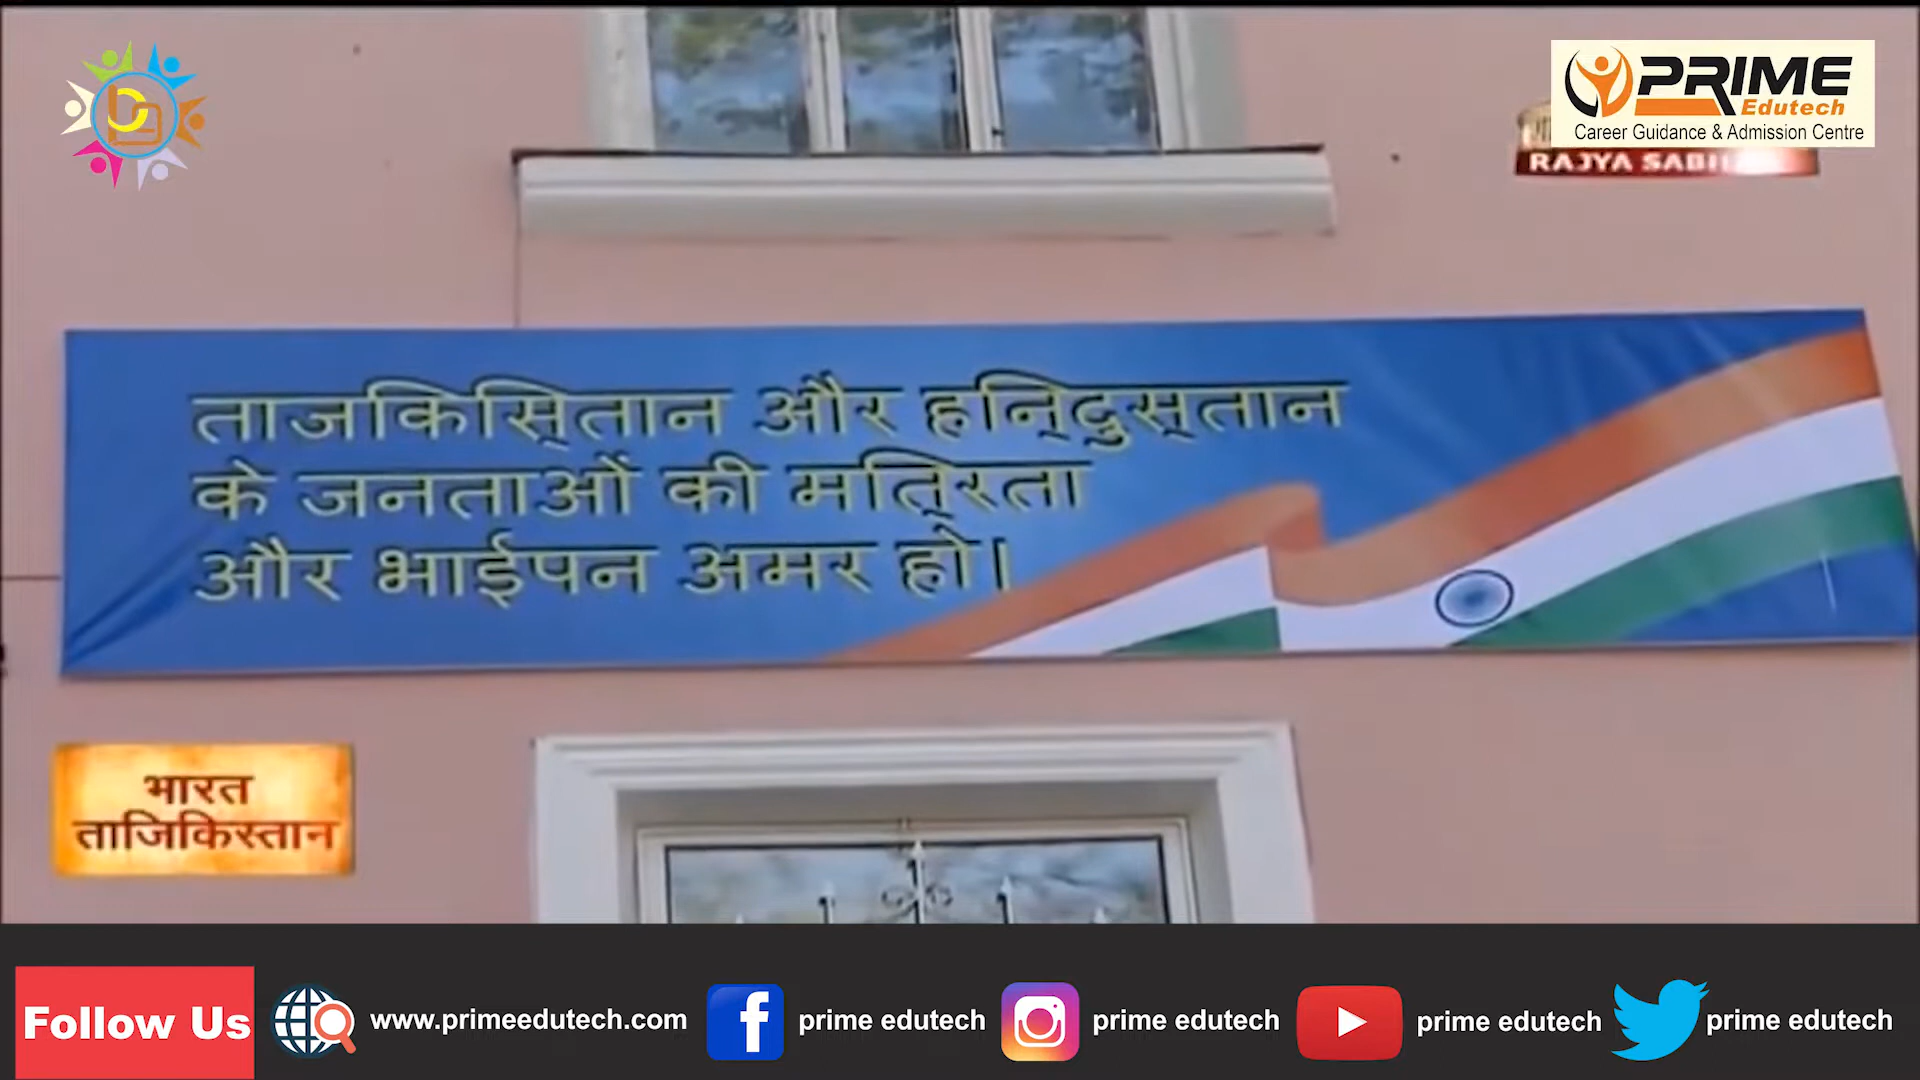 PRIME
Edutech
Career Guidance & Admission Centre
RAJYA SABHA
ताजकिस्तान और हन्दिुस्तान
के जनताओं की मत्रिता
और भाईपन अमर हो।
भारत
ताजिकिस्तान
Follow Us
www.primeedutech.com
prime edutech
prime edutech
prime edutech
prime edutech